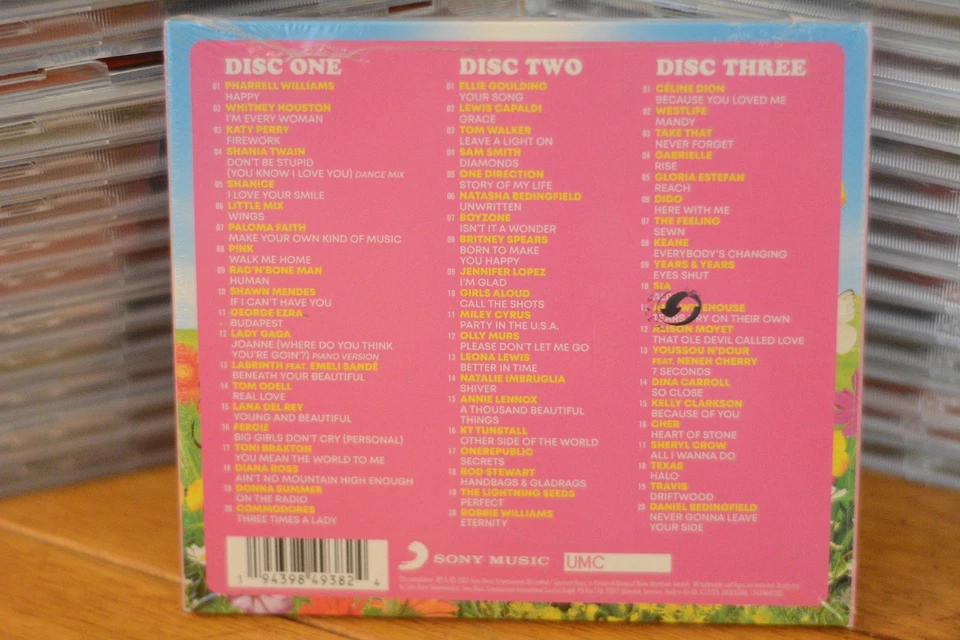 DISC ONE
01 PHARRELL WILLIAMS
HAPPY
02 WHITNEY HOUSTON
I'M EVERY WOMAN
03 KATY PERRY
FIREWORK
04 SHANIA TWAIN
DON'T BE STUPID
(YOU KNOW I LOVE YOU) DANCE MIX
05 SHANICE
I LOVE YOUR SMILE
06 LITTLE MIX
WINGS
07 PALOMA FAITH
MAKE YOUR OWN KIND OF MUSIC
08 P!NK
WALK ME HOME
09 RAG'N'BONE MAN
HUMAN
10 SHAWN MENDES
IF I CAN'T HAVE YOU
11 GEORGE EZRA
BUDAPEST
12 LADY GAGA
JOANNE (WHERE DO YOU THINK
YOU'RE GOIN'?) PIANO VERSION
13 LABRINTH FEAT. EMELI SANDÉ
BENEATH YOUR BEAUTIFUL
14 TOM ODELL
REAL LOVE
15 LANA DEL REY
YOUNG AND BEAUTIFUL
16 FERGIE
BIG GIRLS DON'T CRY (PERSONAL)
17 TONI BRAXTON
YOU MEAN THE WORLD TO ME
18 DIANA ROSS
AIN'T NO MOUNTAIN HIGH ENOUGH
19 DONNA SUMMER
ON THE RADIO
20 COMMODORES
THREE TIMES A LADY
DISC TWO
01 ELLIE GOULDING
YOUR SONG
02 LEWIS CAPALDI
GRACE
03 TOM WALKER
LEAVE A LIGHT ON
04 SAM SMITH
DIAMONDS
05 ONE DIRECTION
STORY OF MY LIFE
06 NATASHA BEDINGFIELD
UNWRITTEN
07 BOYZONE
ISN'T IT A WONDER
08 BRITNEY SPEARS
BORN TO MAKE
YOU HAPPY
09 JENNIFER LOPEZ
I'M GLAD
10 GIRLS ALOUD
CALL THE SHOTS
11 MILEY CYRUS
PARTY IN THE U.S.A.
12 OLLY MURS
PLEASE DON'T LET ME GO
13 LEONA LEWIS
BETTER IN TIME
14 NATALIE IMBRUGLIA
SHIVER
15 ANNIE LENNOX
A THOUSAND BEAUTIFUL
THINGS
16 KT TUNSTALL
OTHER SIDE OF THE WORLD
17 ONEREPUBLIC
SECRETS
18 ROD STEWART
HANDBAGS & GLADRAGS
19 THE LIGHTNING SEEDS
PERFECT
20 ROBBIE WILLIAMS
ETERNITY
DISC THREE
01 CÉLINE DION
BECAUSE YOU LOVED ME
02 WESTLIFE
MANDY
03 TAKE THAT
NEVER FORGET
04 GABRIELLE
RISE
05 GLORIA ESTEFAN
REACH
06 DIDO
HERE WITH ME
07 THE FEELING
SEWN
08 KEANE
EVERYBODY'S CHANGING
09 YEARS & YEARS
EYES SHUT
10 SIA
ON THEIR OWN
12 ALISON MOYET
THAT OLE DEVIL CALLED LOVE
13 YOUSSOU N'DOUR
FEAT. NENEH CHERRY
7 SECONDS
14 DINA CARROLL
SO CLOSE
15 KELLY CLARKSON
BECAUSE OF YOU
16 CHER
HEART OF STONE
17 SHERYL CROW
ALL I WANNA DO
18 TEXAS
HALO
19 TRAVIS
DRIFTWOOD
20 DANIEL BEDINGFIELD
NEVER GONNA LEAVE
YOUR SIDE
3 94398 49382 4
SONY MUSIC
UMC